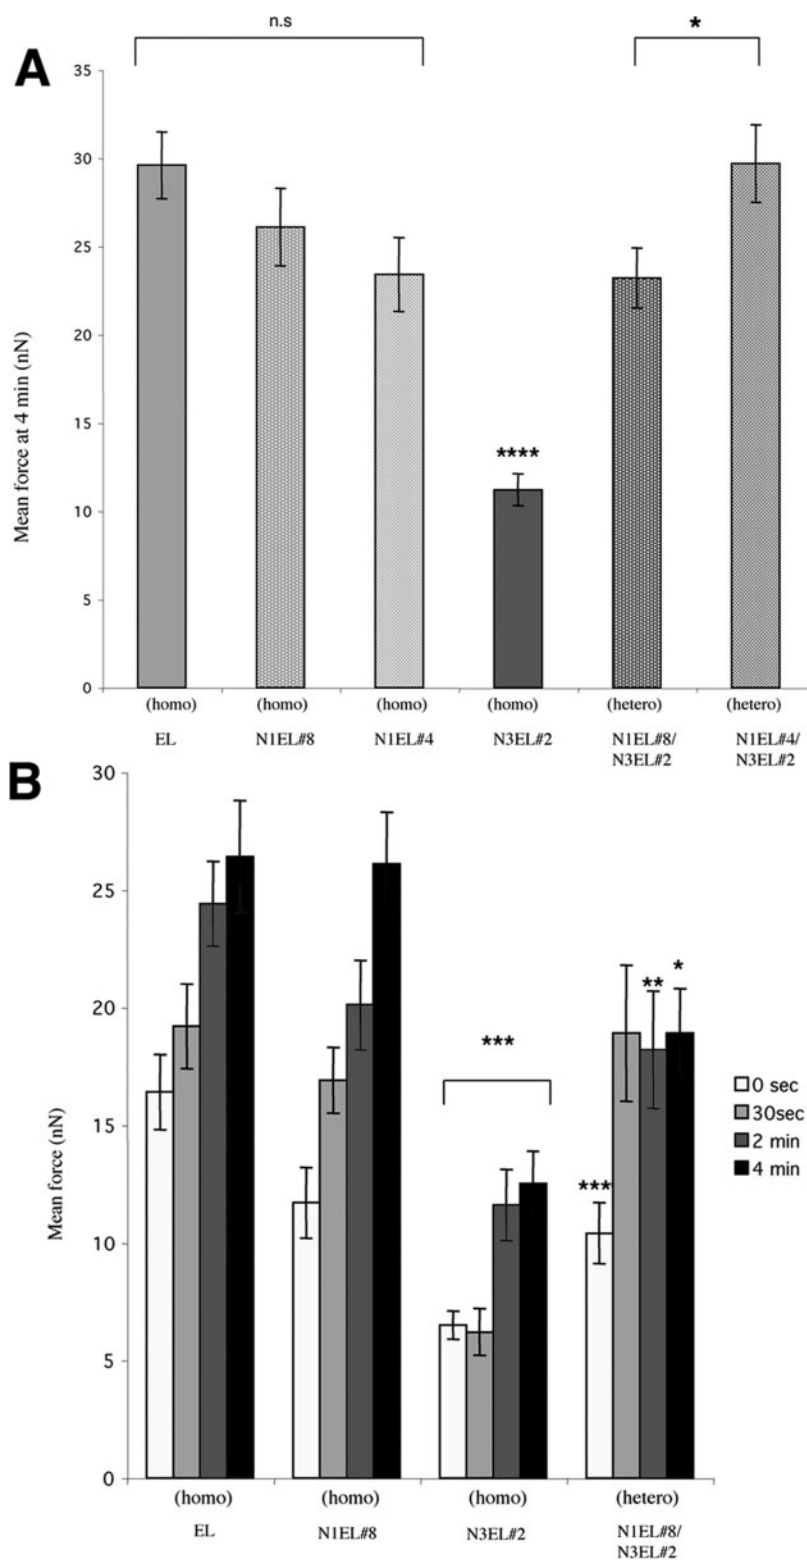 n.s
*
A
35
30
25
20
15
10
5
0
Mean force at 4 min (nN)
****
(homo) (homo) (homo) (homo) (hetero) (hetero)
EL N1EL#8 N1EL#4 N3EL#2 N1EL#8/ N1EL#4/
N3EL#2 N3EL#2
B
30
25
20
15
10
5
0
Mean force (nN)
***
***
**
*
0 sec
30sec
2 min
4 min
(homo) (homo) (homo) (hetero)
EL N1EL#8 N3EL#2 N1EL#8/
N3EL#2